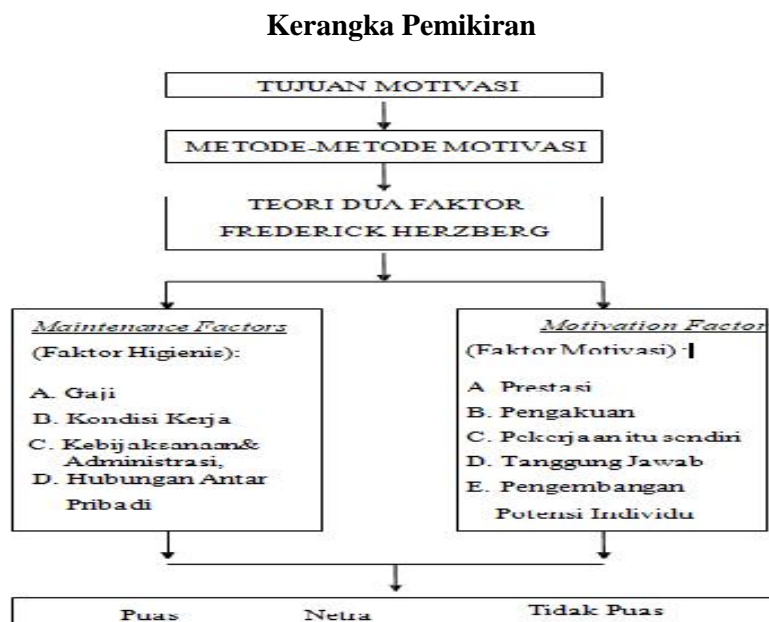 Kerangka Pemikiran
TUJUAN MOTIVASI
METODE-METODE MOTIVASI
TEORI DUA FAKTOR
FREDERICK HERZBERG
Maintenance Factors
(Faktor Higienis):
A. Gaji
B. Kondisi Kerja
C. Kebijaksanaan&
Administrasi,
D. Hubungan Antar
Pribadi
Motivation Factor
(Faktor Motivasi) :
A Prestasi
B. Pengakuan
C. Pekerjaan itu sendiri
D. Tanggung Jawab
E. Pengembangan
Potensi Individu
Puas Netra Tidak Puas